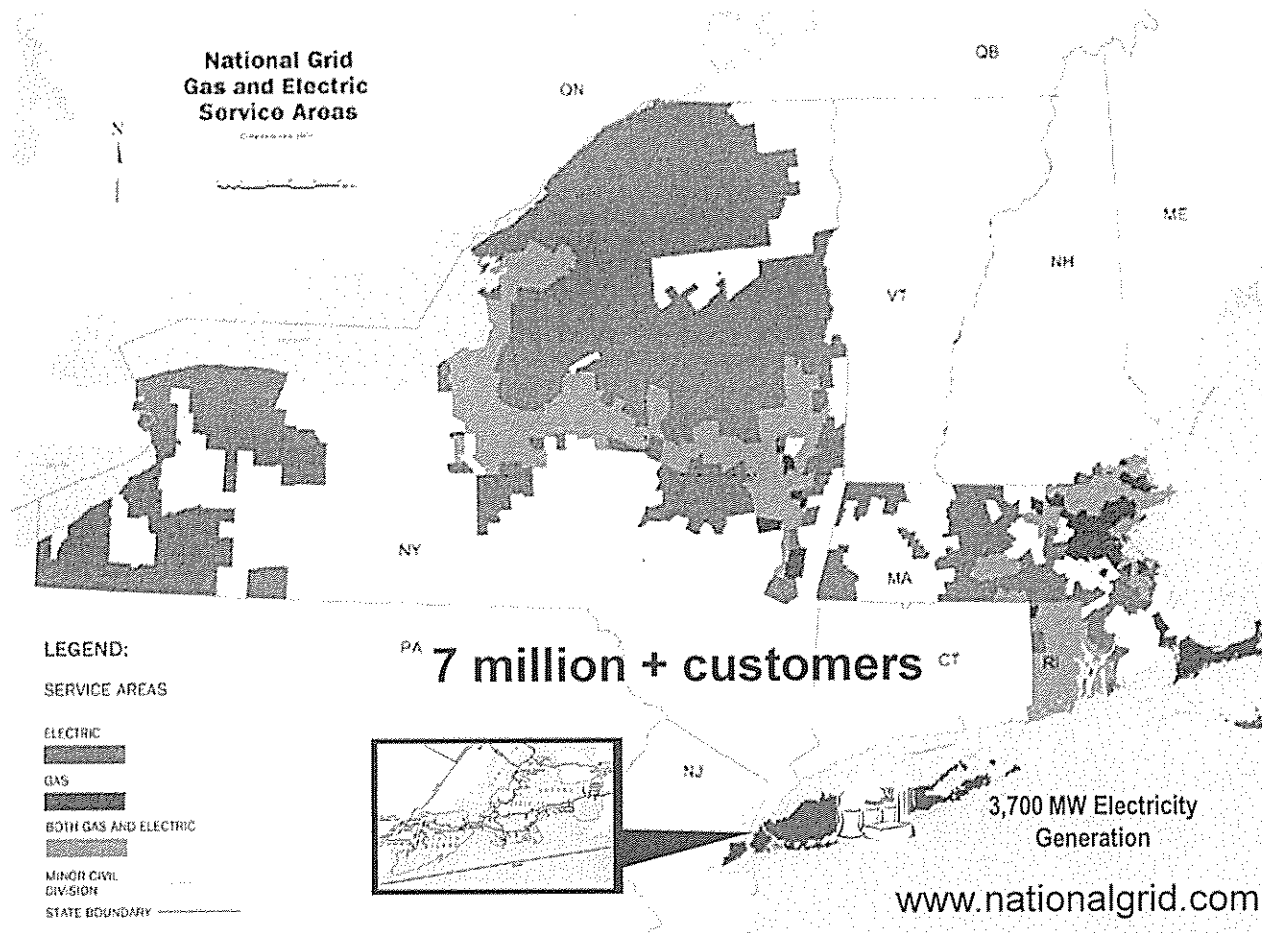 National Grid
Gas and Electric
Service Areas
N
ON
QB
ME
NH
VT
NY
MA
PA
7 million + customers
CT
RI
NJ
LEGEND:
SERVICE AREAS
ELECTRIC
GAS
BOTH GAS AND ELECTRIC
MINOR CIVIL
DIVISION
STATE BOUNDARY
3,700 MW Electricity
Generation
www.nationalgrid.com